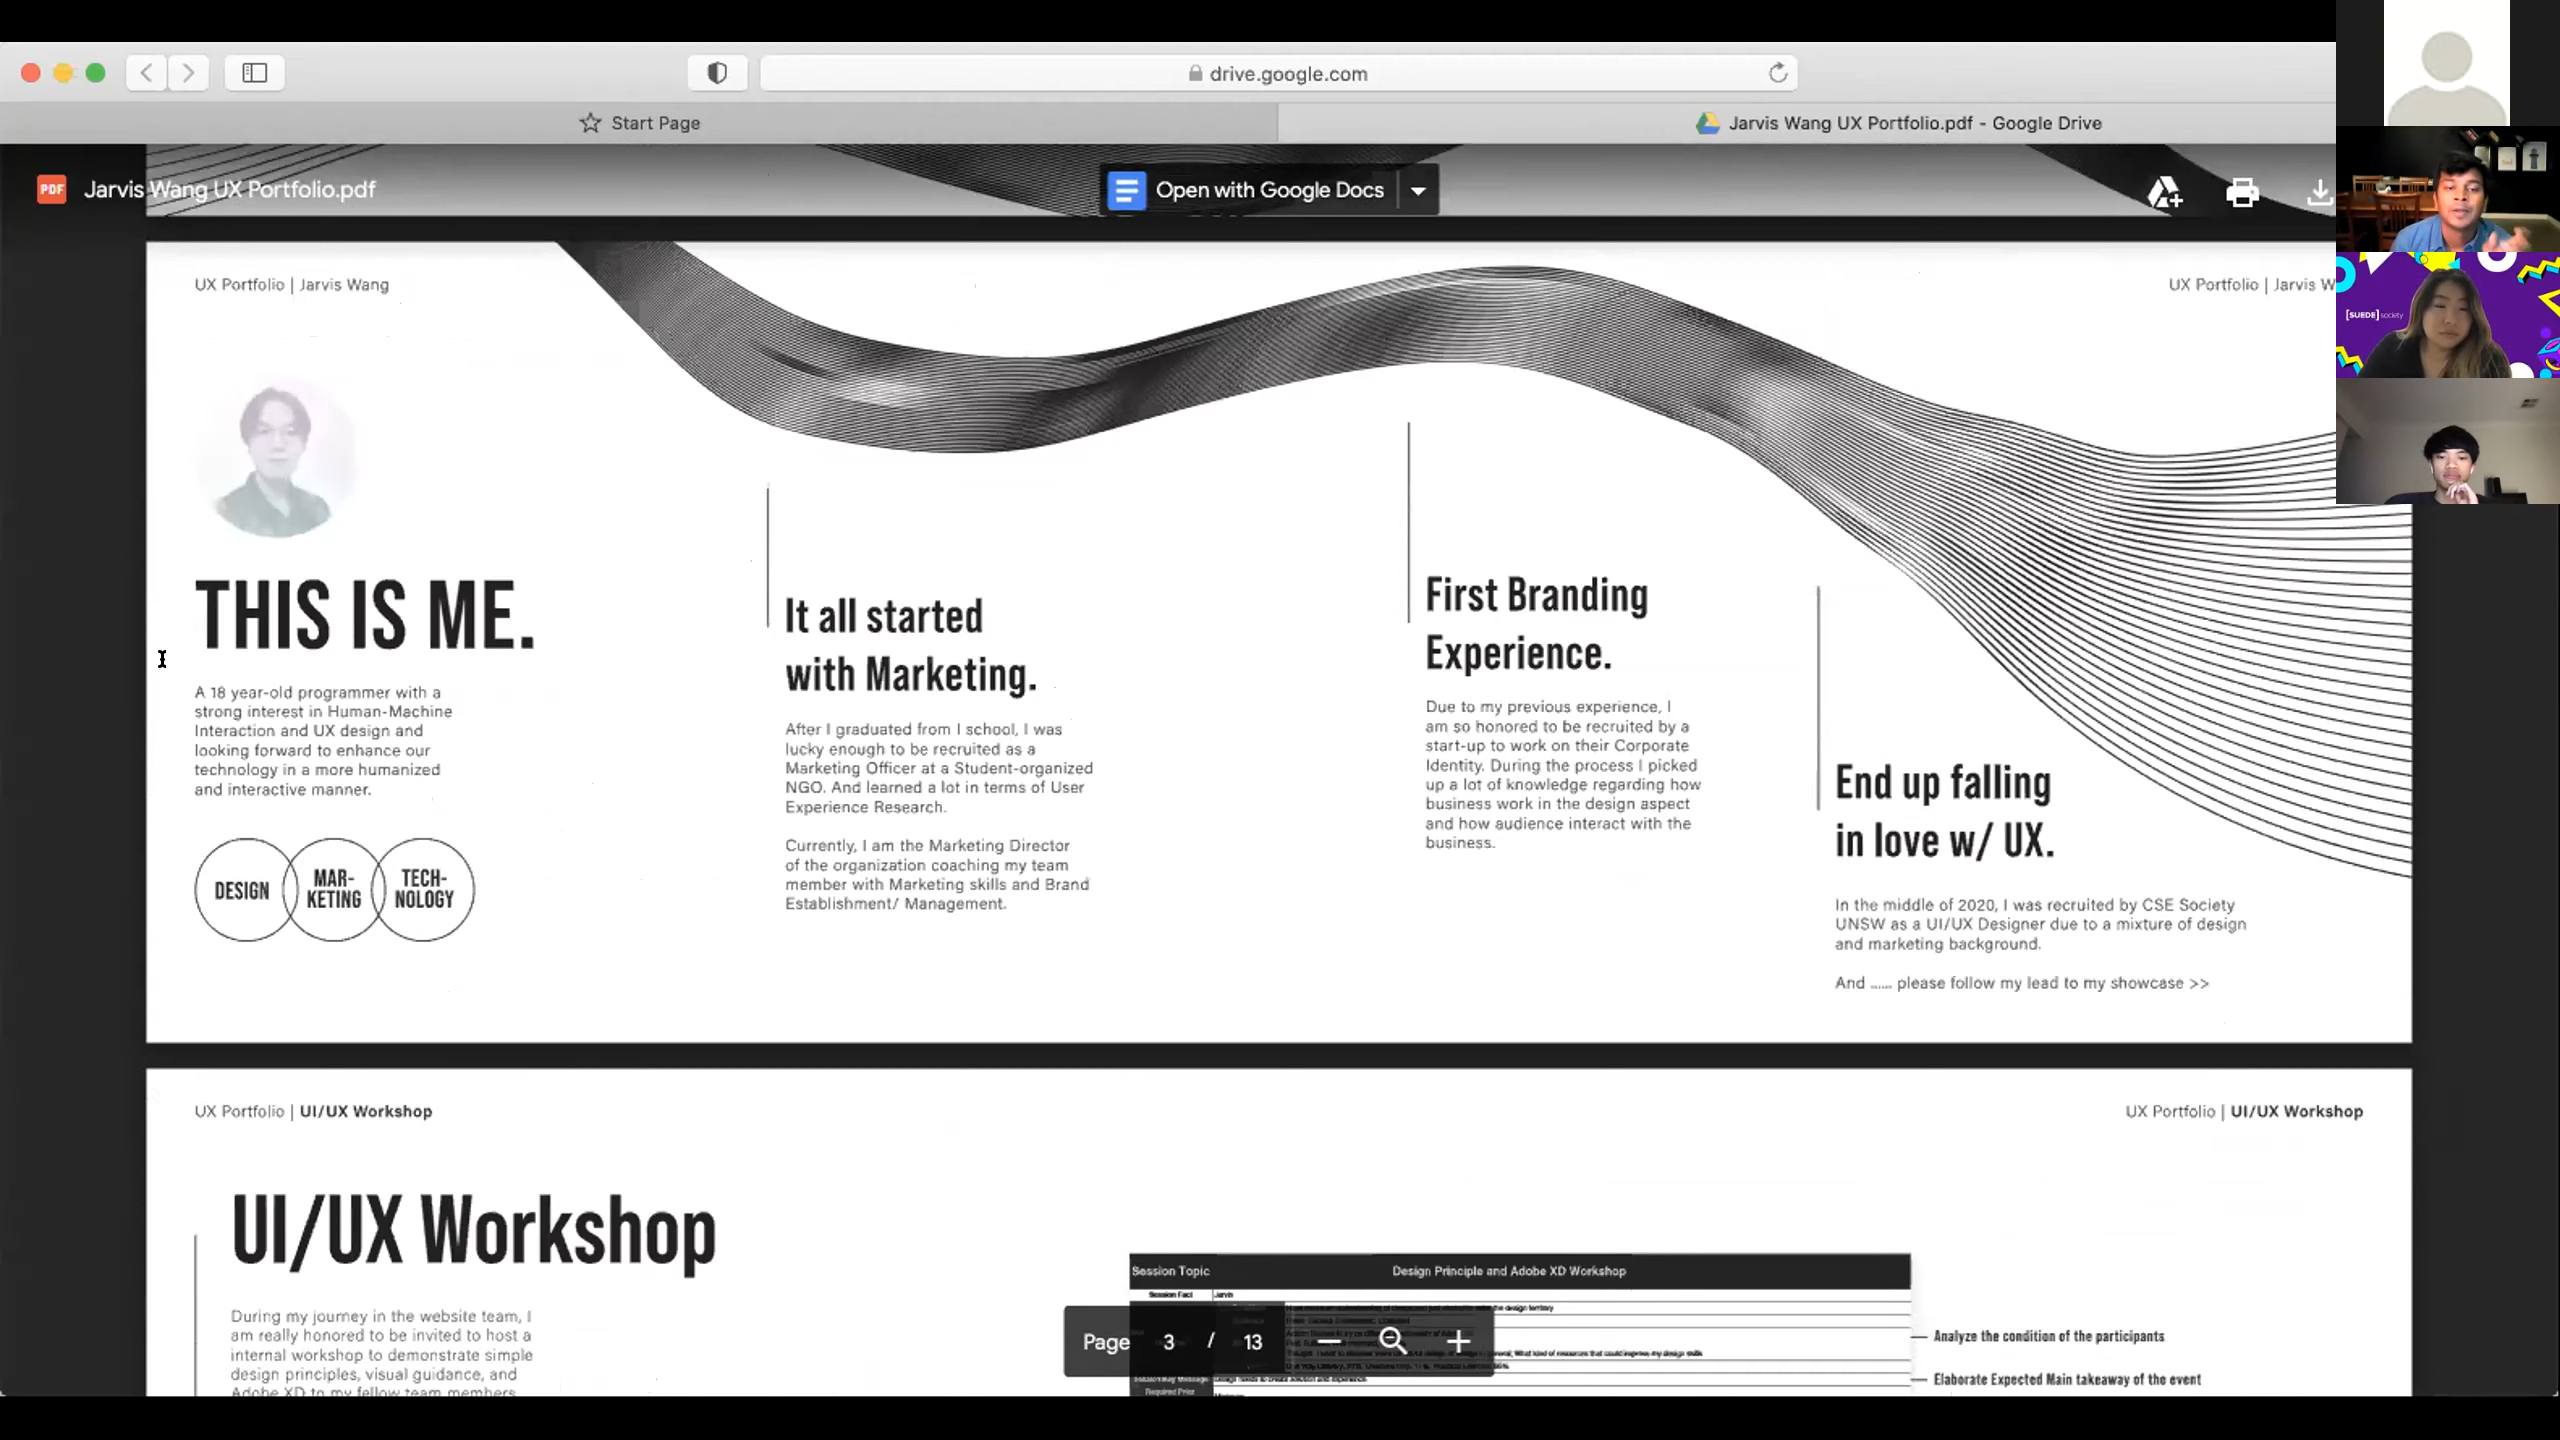 drive.google.com
Start Page
Jarvis Wang UX Portfolio.pdf - Google Drive
PDF
Jarvis Wang UX Portfolio.pdf
Open with Google Docs
UX Portfolio | Jarvis Wang
UX Portfolio | Jarvis W
[SUEDE] society
THIS IS ME.
A 18 year-old programmer with a
strong interest in Human-Machine
Interaction and UX design and
looking forward to enhance our
technology in a more humanized
and interactive manner.
DESIGN
MAR-
KETING
TECH-
NOLOGY
It all started
with Marketing.
After I graduated from I school, I was
lucky enough to be recruited as a
Marketing Officer at a Student-organized
NGO. And learned a lot in terms of User
Experience Research.
Currently, I am the Marketing Director
of the organization coaching my team
member with Marketing skills and Brand
Establishment/ Management.
First Branding
Experience.
Due to my previous experience, I
am so honored to be recruited by a
start-up to work on their Corporate
Identity. During the process I picked
up a lot of knowledge regarding how
business work in the design aspect
and how audience interact with the
business.
End up falling
in love w/ UX.
In the middle of 2020, I was recruited by CSE Society
UNSW as a UI/UX Designer due to a mixture of design
and marketing background.
And ...... please follow my lead to my showcase >>
UX Portfolio | UI/UX Workshop
UX Portfolio | UI/UX Workshop
UI/UX Workshop
During my journey in the website team, I
am really honored to be invited to host a
internal workshop to demonstrate simple
design principles, visual guidance, and
Adobe XD to my fellow team members
Session Topic
Design Principle and Adobe XD Workshop
Jarvis
Page 3 / 13
Required Prior
Analyze the condition of the participants
Elaborate Expected Main takeaway of the event